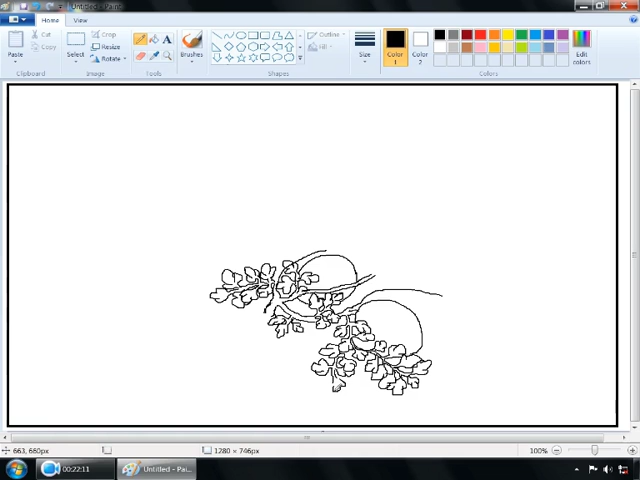 Untitled - Paint
Home
View
Paste
Cut
Copy
Select
Crop
Resize
Rotate
Brushes
Outline
Fill
Size
Color
1
Color
2
Edit
colors
Clipboard
Image
Tools
Shapes
Colors
663, 660px
1280 × 746px
100%
00:22:11
Untitled - Pai...